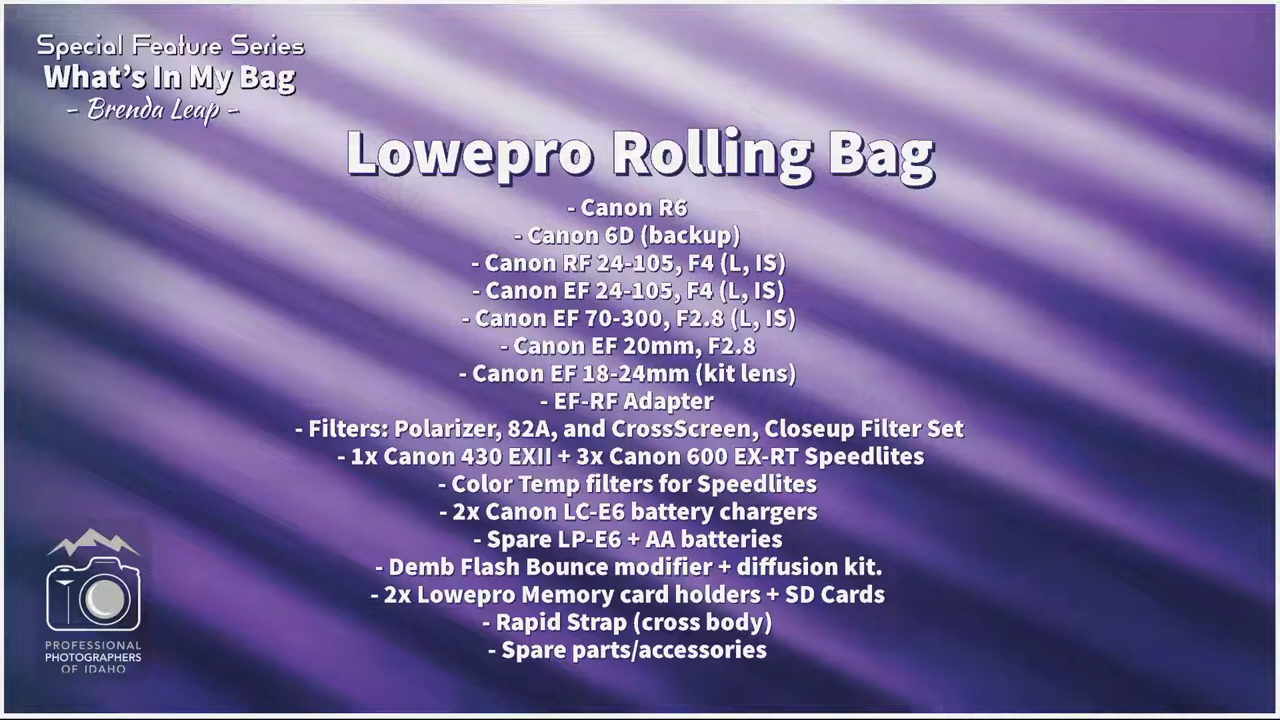 Special Feature Series
What's In My Bag
- Brenda Leap -
Lowepro Rolling Bag
- Canon R6
- Canon 6D (backup)
- Canon RF 24-105, F4 (L, IS)
- Canon EF 24-105, F4 (L, IS)
- Canon EF 70-300, F2.8 (L, IS)
- Canon EF 20mm, F2.8
- Canon EF 18-24mm (kit lens)
- EF-RF Adapter
- Filters: Polarizer, 82A, and CrossScreen, Closeup Filter Set
- 1x Canon 430 EXII + 3x Canon 600 EX-RT Speedlites
- Color Temp filters for Speedlites
- 2x Canon LC-E6 battery chargers
- Spare LP-E6 + AA batteries
- Demb Flash Bounce modifier + diffusion kit.
- 2x Lowepro Memory card holders + SD Cards
- Rapid Strap (cross body)
- Spare parts/accessories
PROFESSIONAL
PHOTOGRAPHERS
OF IDAHO